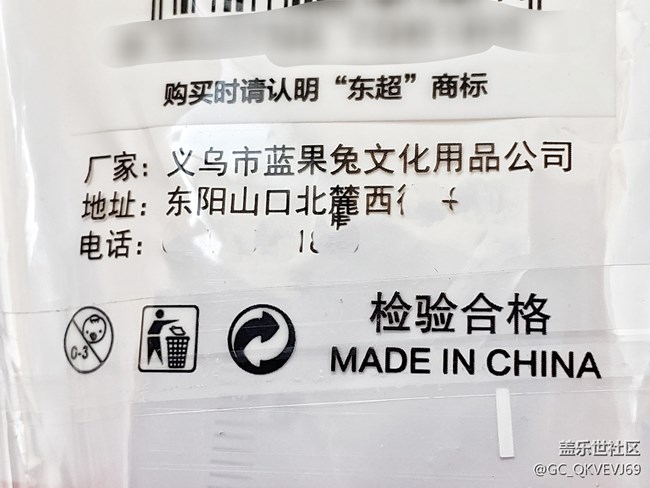 购买时请认明“东超”商标
厂家：义乌市蓝果兔文化用品公司
地址：东阳山口北麓西
电话：
0-3
检验合格
MADE IN CHINA
盖乐世社区
@GC_QKVEVJ69